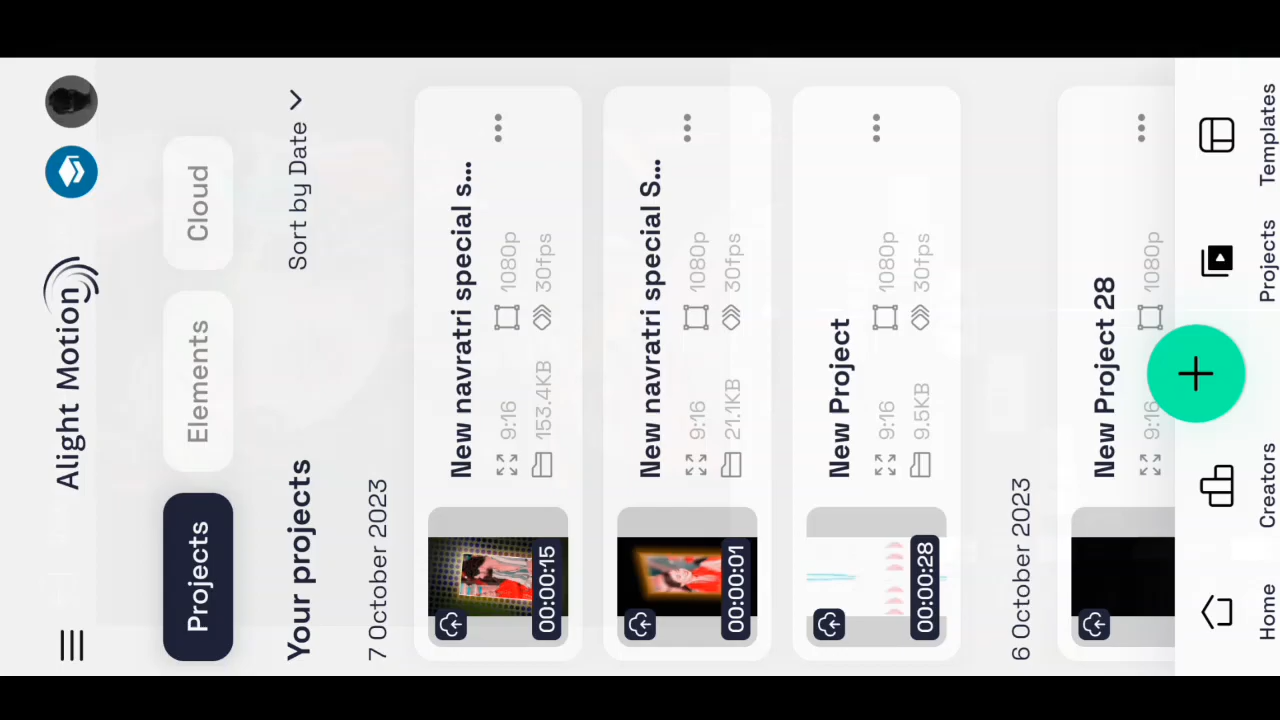 Alight Motion
Projects
Elements
Cloud
Your projects
Sort by Date
7 October 2023
New navratri special s...
9:16
1080p
153.4KB
30fps
00:00:15
New navratri special S...
9:16
1080p
21.1KB
30fps
00:00:01
New Project
9:16
1080p
9.5KB
30fps
00:00:28
6 October 2023
New Project 28
9:16
1080p
Home
Creators
Projects
Templates